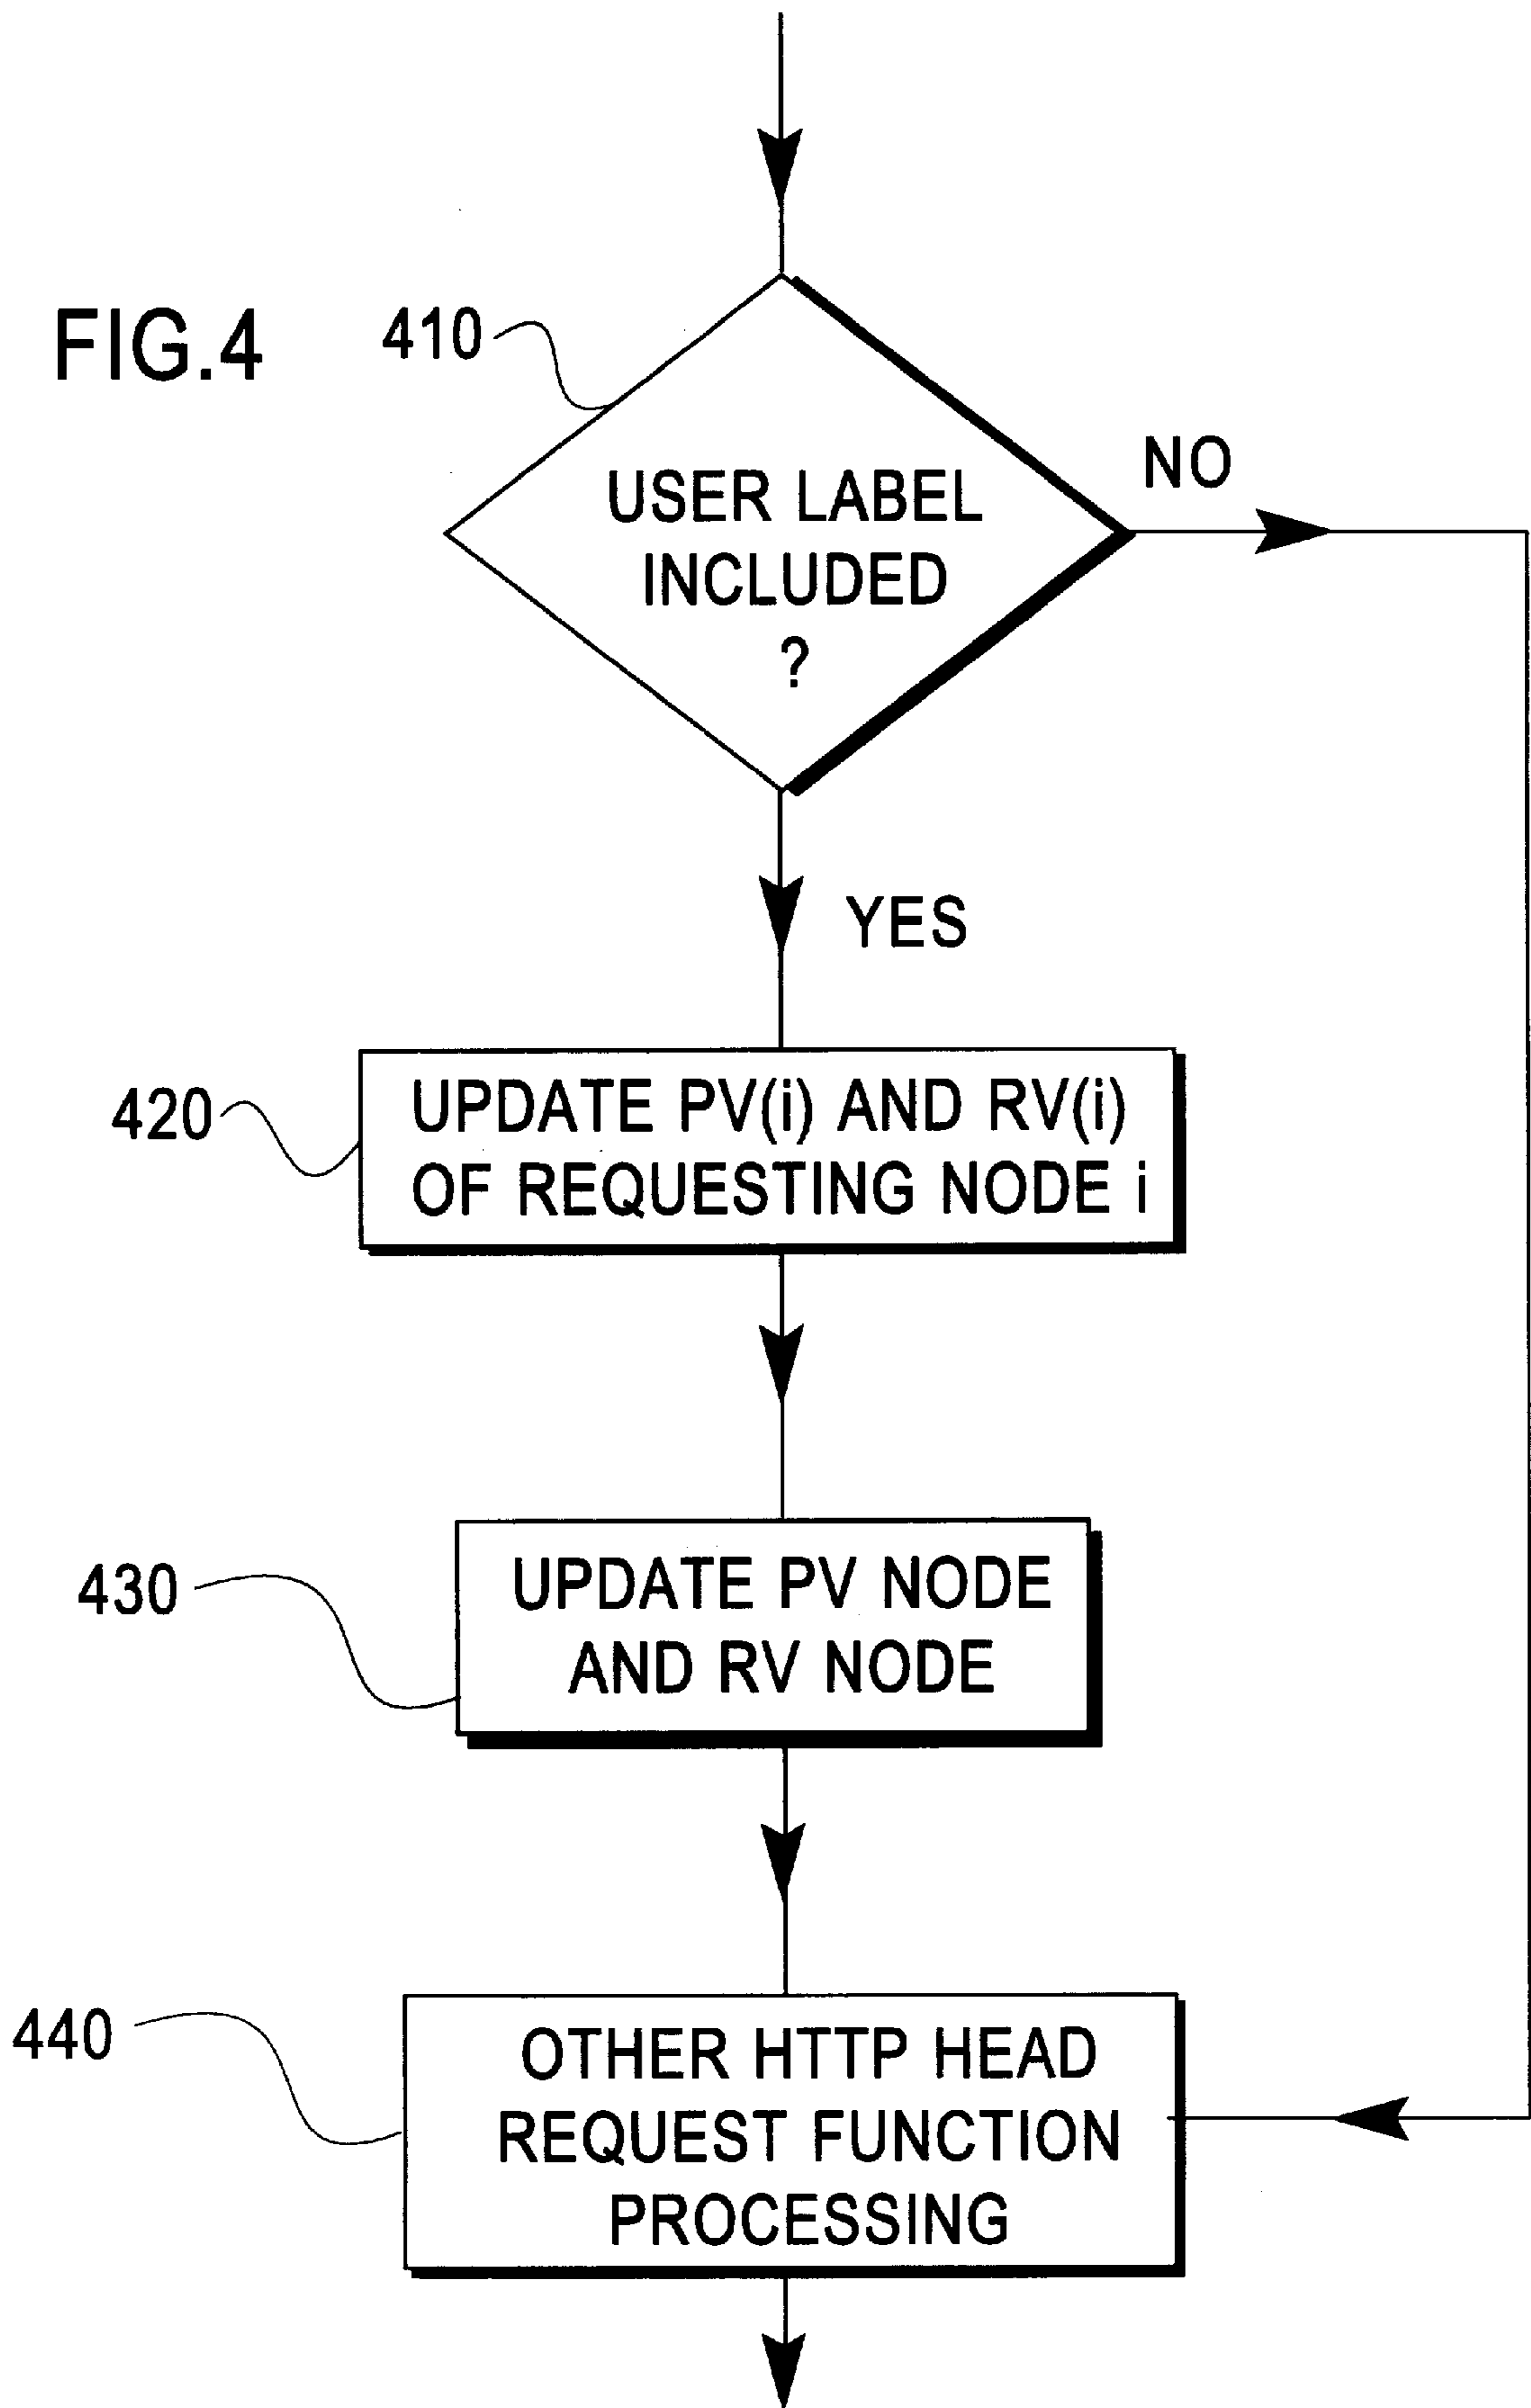 FIG.4
410
USER LABEL
INCLUDED
?
NO
YES
420
UPDATE PV(i) AND RV(i)
OF REQUESTING NODE i
430
UPDATE PV NODE
AND RV NODE
440
OTHER HTTP HEAD
REQUEST FUNCTION
PROCESSING